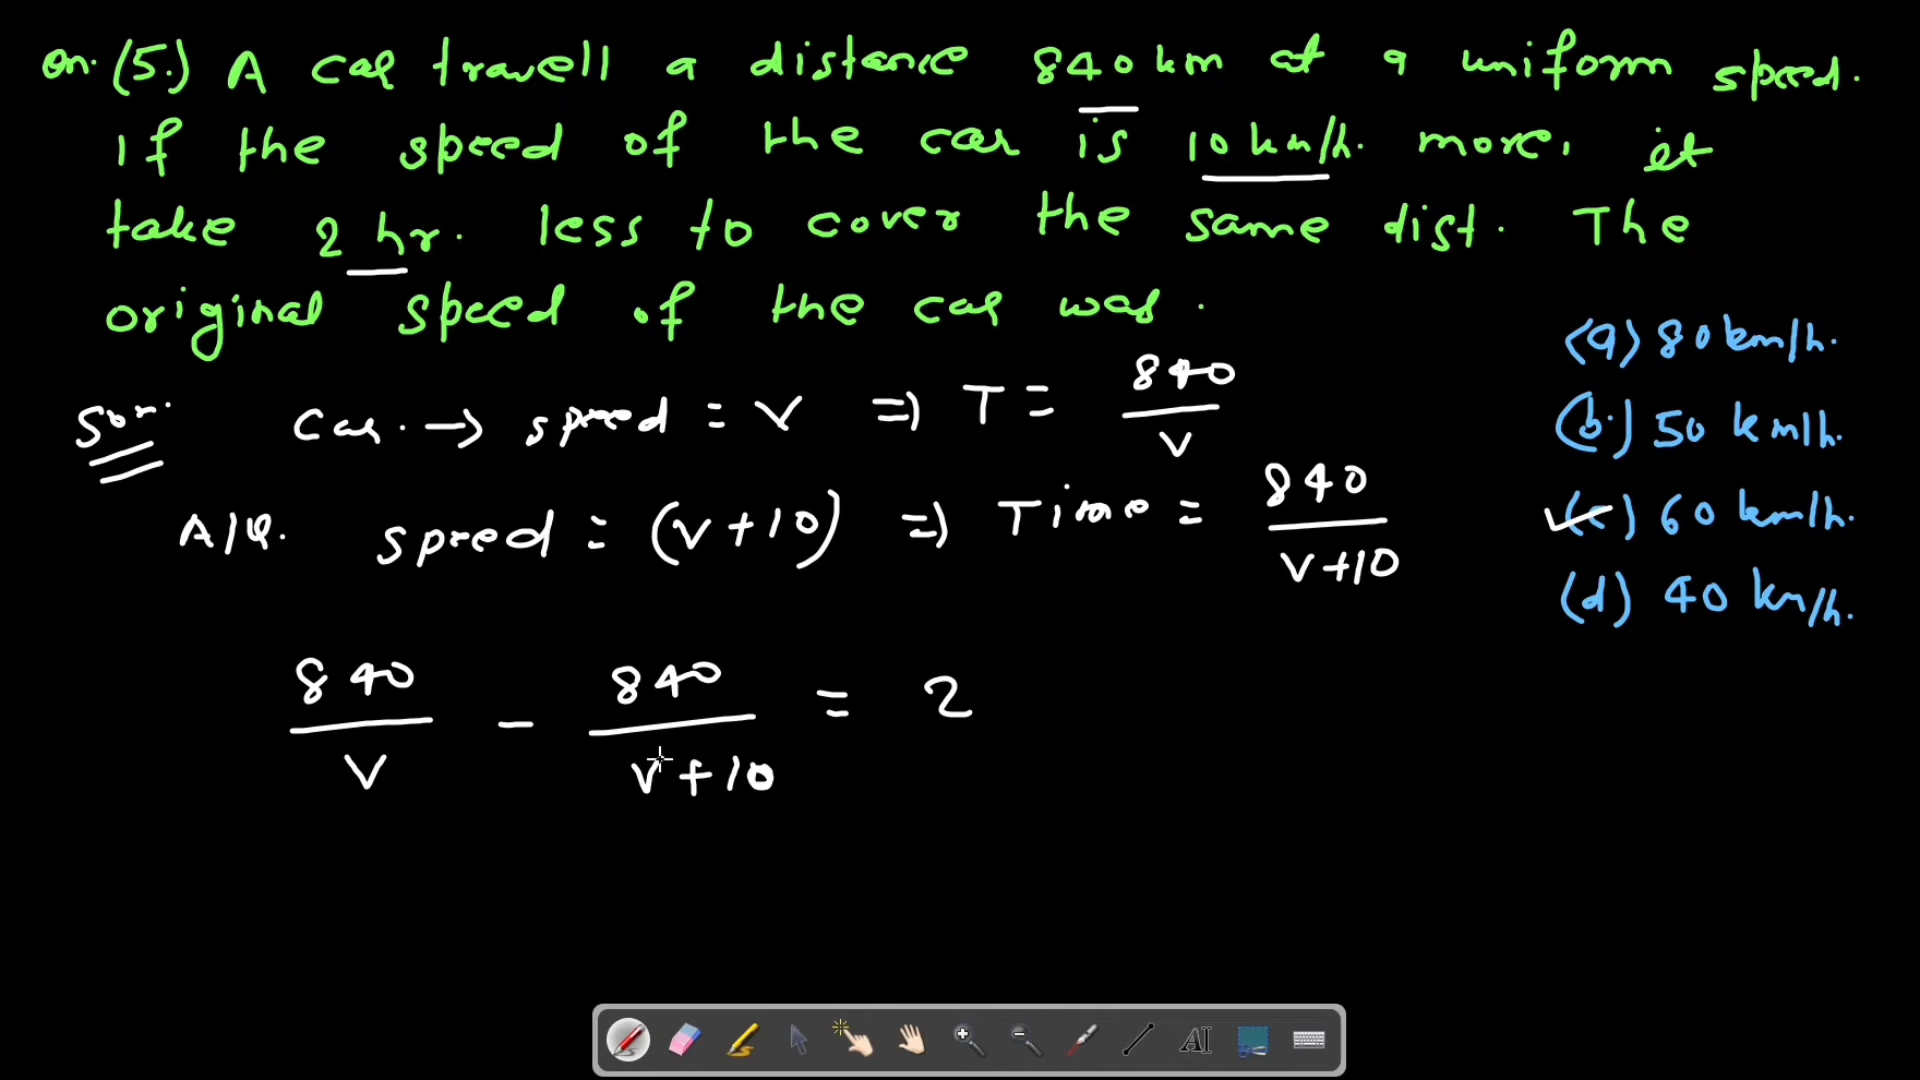 Qn. (5.) A car travell a distance 840 km at a uniform speed.
If the speed of the car is 10 km/h. more, it
take 2 hr. less to cover the same dist. The
original speed of the car was.
(a) 80 km/h.
(b.) 50 km/h.
(c) 60 km/h.
(d) 40 km/h.
Son. Car. → speed = V => T = 840/V
A/Q. speed = (V+10) => Time = 840/V+10
840/V - 840/V+10 = 2
AI